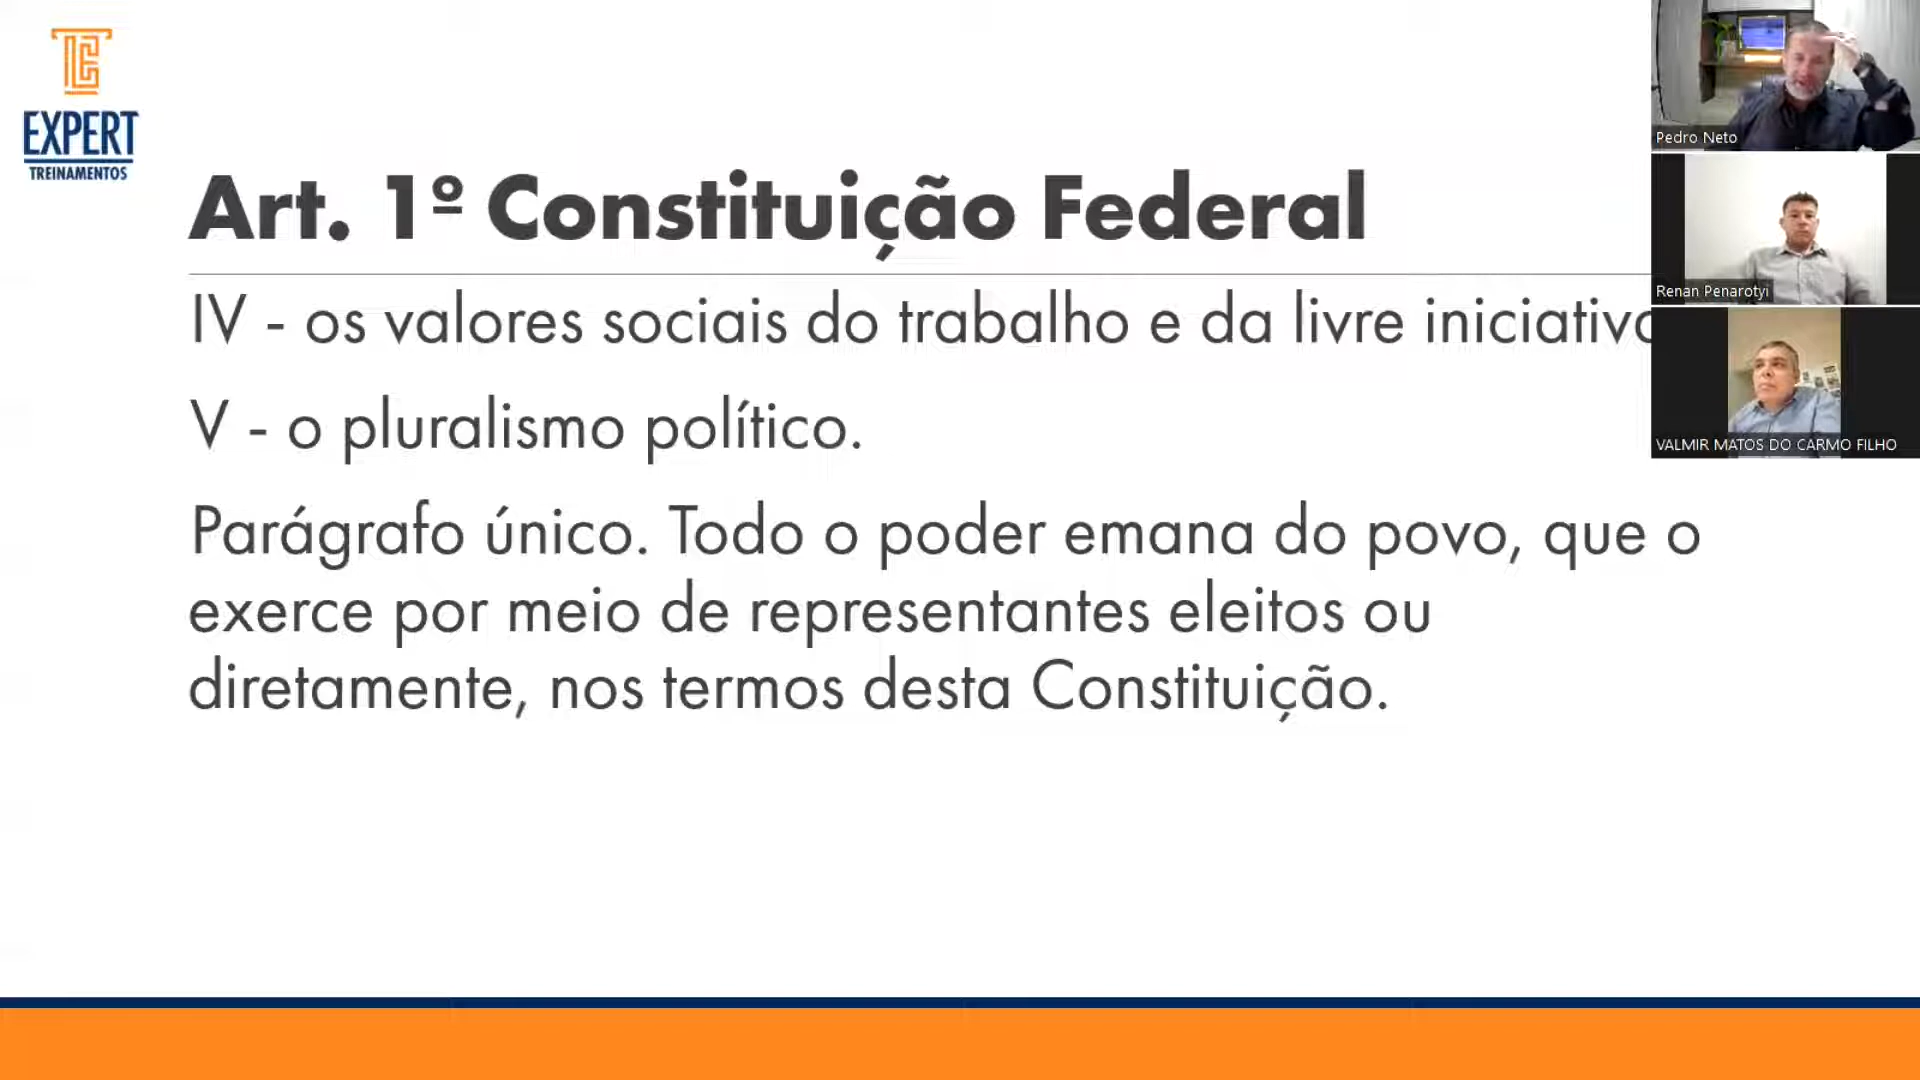 EXPERT
TREINAMENTOS
Art. 1º Constituição Federal
IV - os valores sociais do trabalho e da livre iniciativa
V - o pluralismo político.
Parágrafo único. Todo o poder emana do povo, que o
exerce por meio de representantes eleitos ou
diretamente, nos termos desta Constituição.
Pedro Neto
Renan Penarotyi
VALMIR MATOS DO CARMO FILHO